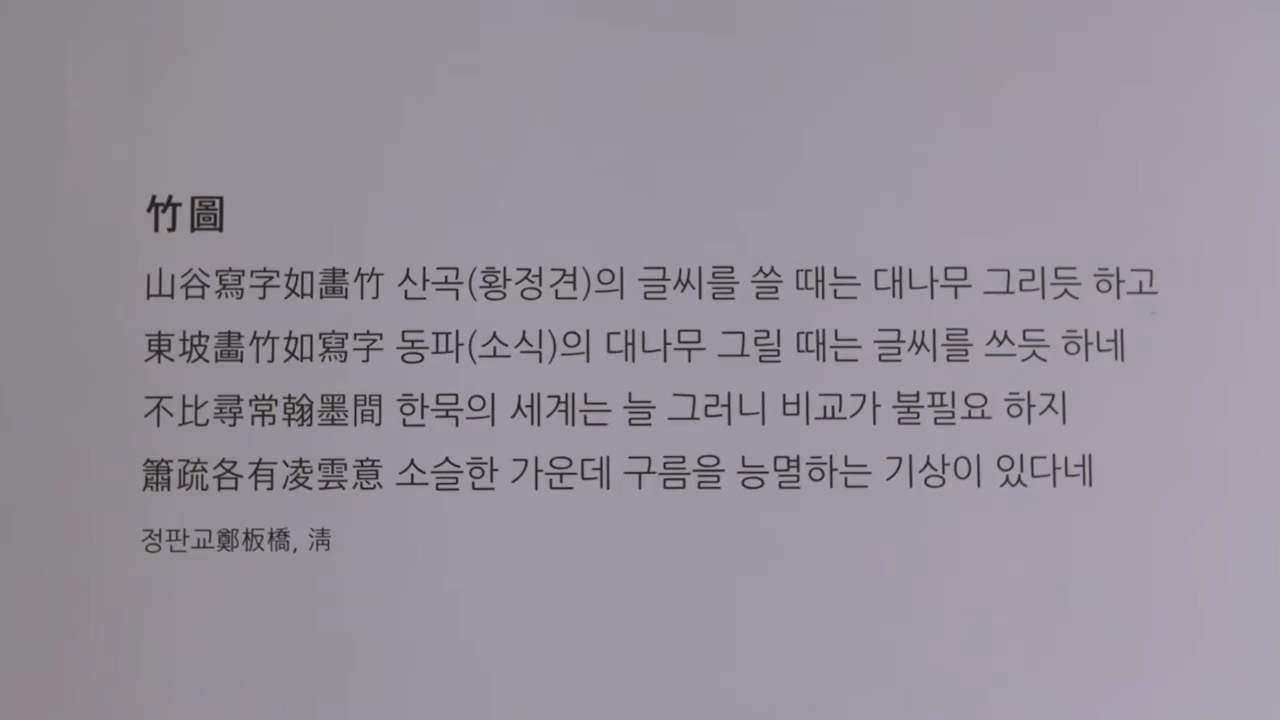 竹圖
山谷寫字如畵竹 산곡(황정견)의 글씨를 쓸 때는 대나무 그리듯 하고
東坡畵竹如寫字 동파(소식)의 대나무 그릴 때는 글씨를 쓰듯 하네
不比尋常翰墨間 한묵의 세계는 늘 그러니 비교가 불필요 하지
簫疏各有凌雲意 소슬한 가운데 구름을 능멸하는 기상이 있다네
정판교鄭板橋, 淸